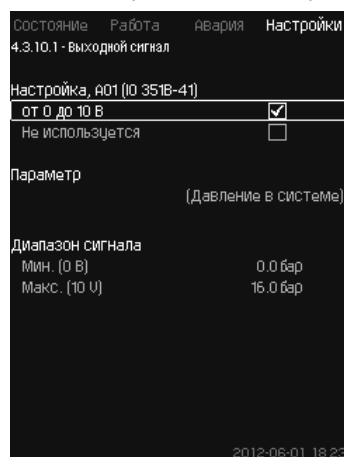 Состояние Работа Авария Настройки
4.3.10.1 - Выходной сигнал
Настройка, AO1 (IO 351B-41)
от 0 до 10 В
Не используется
Параметр
(Давление в системе)
Диапазон сигнала
Мин. (0 В) 0.0 бар
Макс. (10 V) 16.0 бар
2012-06-01 18:23